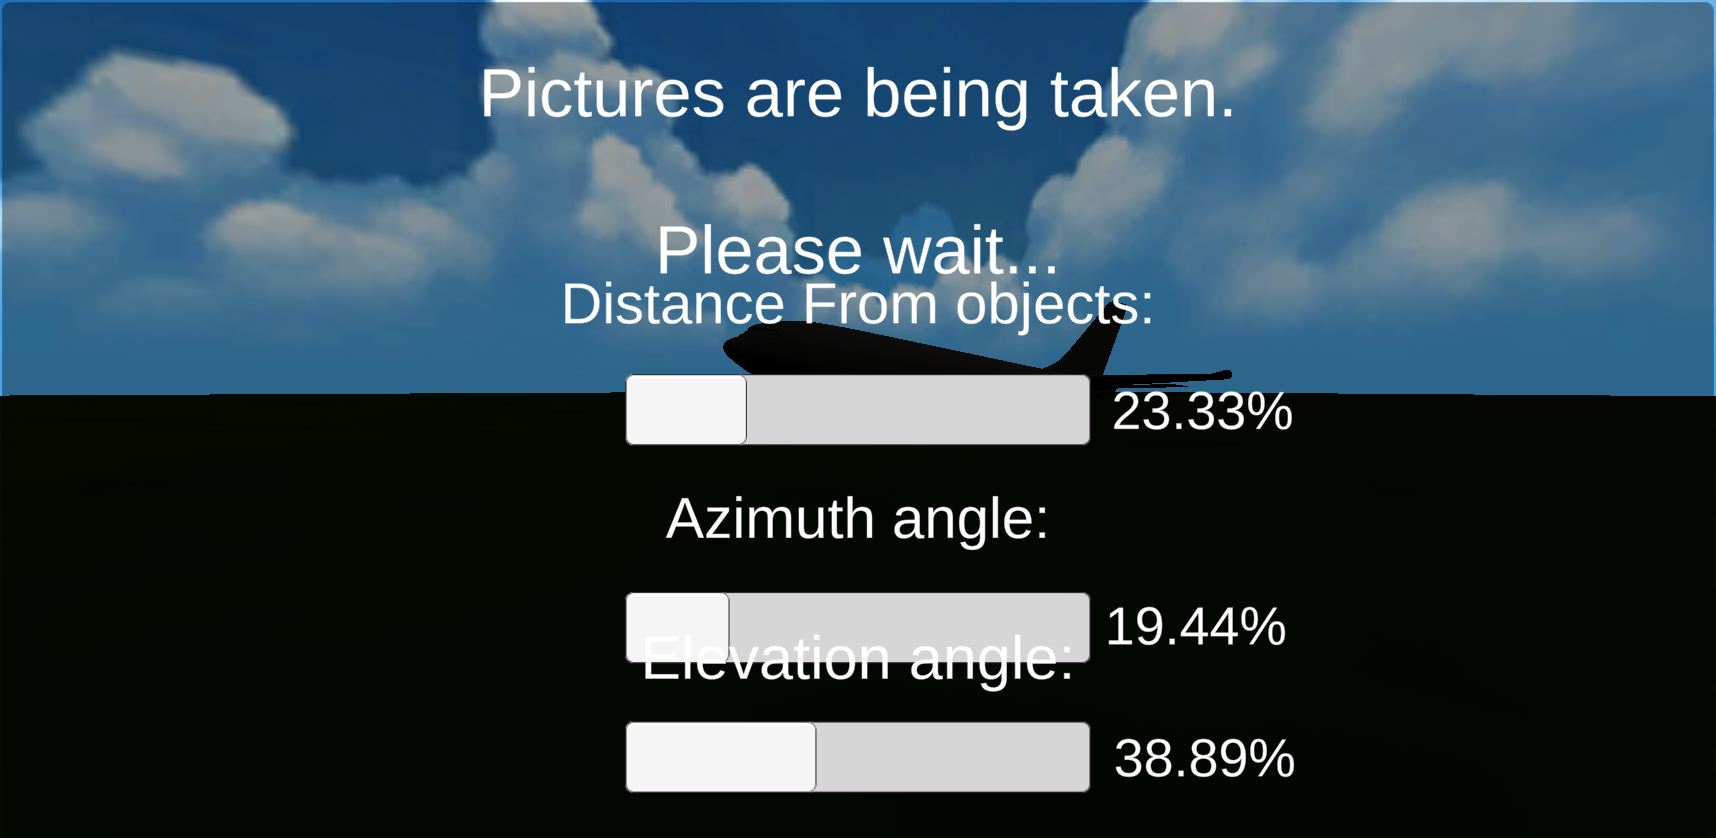 Pictures are being taken.
Please wait...
Distance From objects:
23.33%
Azimuth angle:
19.44%
Elevation angle:
38.89%